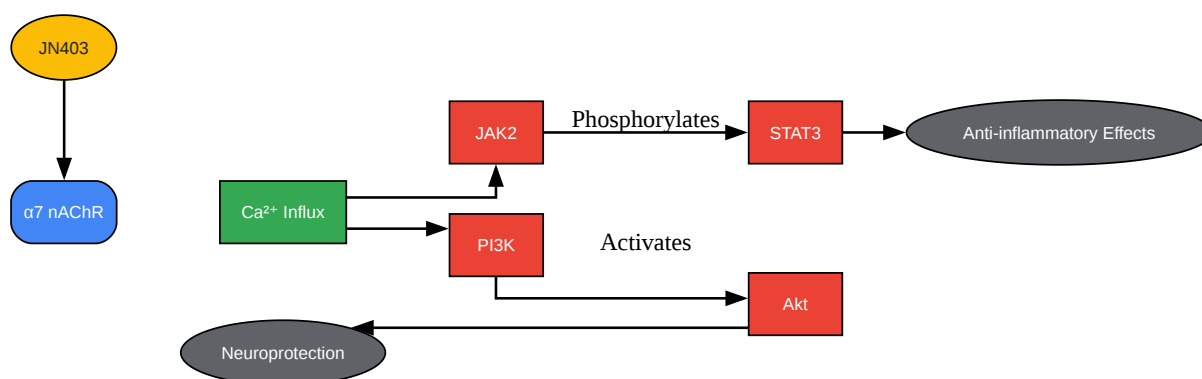 JN403
JAK2
Phosphorylates
STAT3
Anti-inflammatory Effects
α7 nAChR
Ca²⁺ Influx
PI3K
Activates
Akt
Neuroprotection